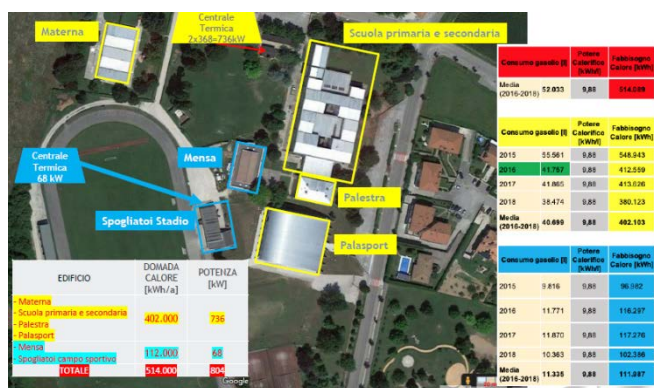 Materna
Centrale
Termica
2x368=736kW
Scuola primaria e secondaria
Centrale
Termica
68 kW
Mensa
Spogliatoi Stadio
Palestra
Palasport
EDIFICIO DOMADA CALORE [kWh/a] POTENZA [kW]
- Materna
- Scuola primaria e secondaria
- Palestra
- Palasport
402.000 736
- Mensa
- Spogliatoi campo sportivo
112.000 68
TOTALE 514.000 804
Google
Consumo gasolio [l] Potere Calorifico [kWh/l] Fabbisogno Calore [kWh]
Media (2016-2018) 52.033 9,88
Consumo gasolio [l] Potere Calorifico [kWh/l] Fabbisogno Calore [kWh]
2015 55.561 9,88 548.943
2016 41.757 9,88 412.559
2017 41.865 9,88 413.626
2018 38.474 9,88 380.123
Media (2016-2018) 40.699 9,88 402.103
Consumo gasolio [l] Potere Calorifico [kWh/l] Fabbisogno Calore [kWh]
2015 9.816 9,88 96.982
2016 11.771 9,88 116.297
2017 11.870 9,88 117.276
2018 10.363 9,88 102.386
Media (2016-2018) 11.335 9,88